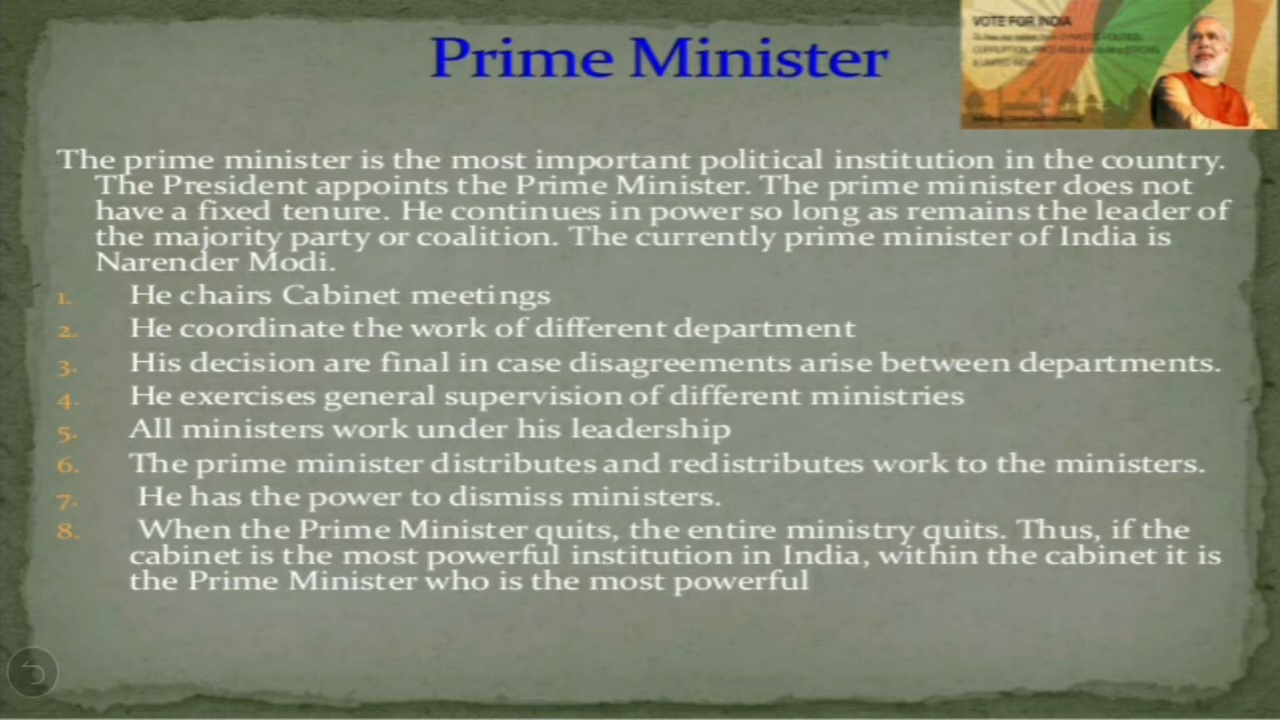 Prime Minister
VOTE FOR INDIA
The prime minister is the most important political institution in the country.
The President appoints the Prime Minister. The prime minister does not
have a fixed tenure. He continues in power so long as remains the leader of
the majority party or coalition. The currently prime minister of India is
Narender Modi.
1. He chairs Cabinet meetings
2. He coordinate the work of different department
3. His decision are final in case disagreements arise between departments.
4. He exercises general supervision of different ministries
5. All ministers work under his leadership
6. The prime minister distributes and redistributes work to the ministers.
7. He has the power to dismiss ministers.
8. When the Prime Minister quits, the entire ministry quits. Thus, if the
cabinet is the most powerful institution in India, within the cabinet it is
the Prime Minister who is the most powerful